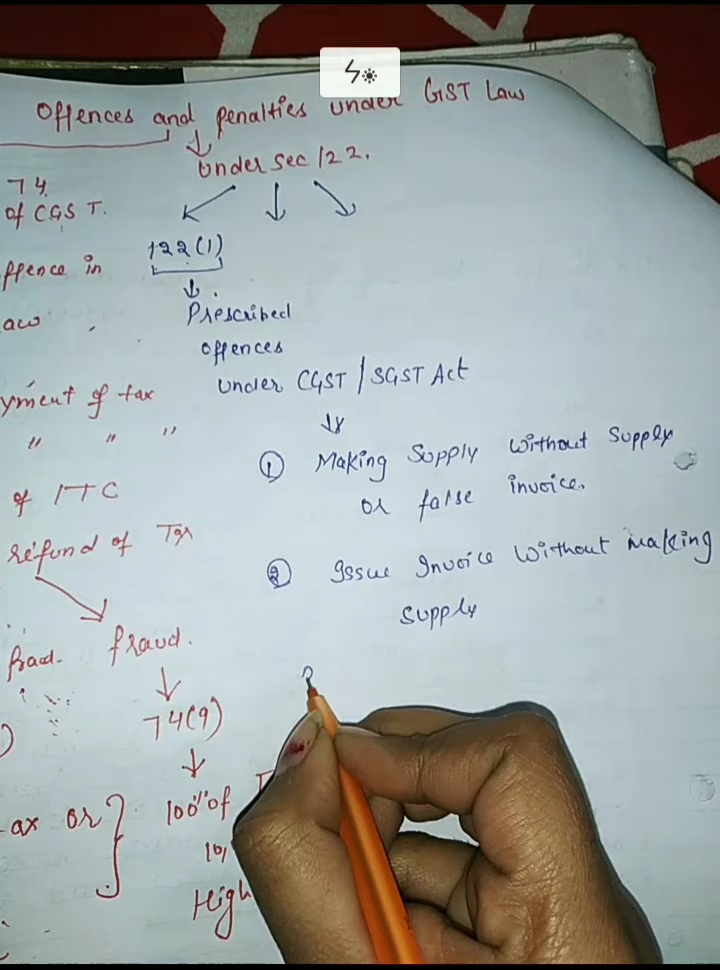 Offences and penalties under GST Law
Under Sec 122.
74.
of CGST.
122(1)
ffence in
aw
Prescribed
offences
under CGST / SGST Act
yment of tax
" " "
① Making Supply without Supply
or false invoice.
of ITC
refund of Tax
② Issue Invoice without making
supply
fraud.
74(9)
ax or
100% of
10,
High